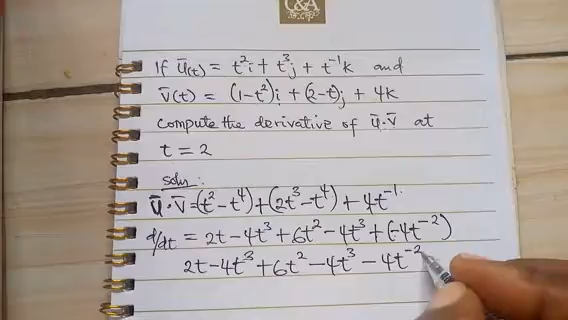 C&A
If ū(t) = t²i + t³j + t⁻¹k and
v̄(t) = (1-t²)i + (2-t)j + 4k
Compute the derivative of ū·v̄ at
t = 2
soln:
ū·v̄ = (t² - t⁴) + (2t³ - t⁴) + 4t⁻¹
d/dt = 2t - 4t³ + 6t² - 4t³ + (-4t⁻²)
2t - 4t³ + 6t² - 4t³ - 4t⁻²